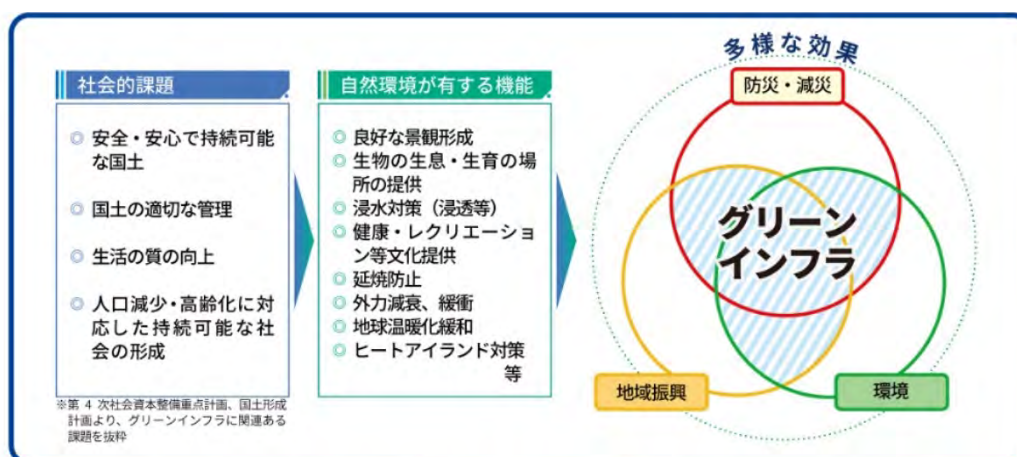 社会的課題
◎ 安全・安心で持続可能
な国土
◎ 国土の適切な管理
◎ 生活の質の向上
◎ 人口減少・高齢化に対
応した持続可能な社
会の形成
※第 4 次社会資本整備重点計画、国土形成
計画より、グリーンインフラに関連ある
課題を抜粋
自然環境が有する機能
◎ 良好な景観形成
◎ 生物の生息・生育の場
所の提供
◎ 浸水対策（浸透等）
◎ 健康・レクリエーショ
ン等文化提供
◎ 延焼防止
◎ 外力減衰、緩衝
◎ 地球温暖化緩和
◎ ヒートアイランド対策
等
多様な効果
防災・減災
グリーン
インフラ
地域振興
環境